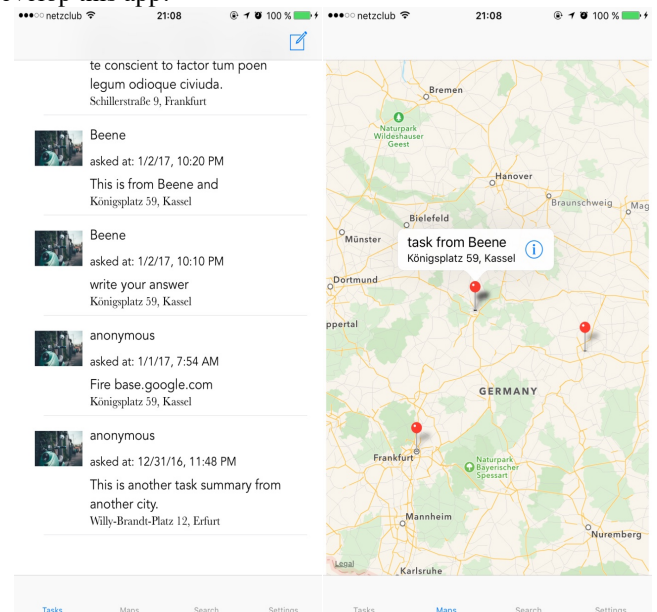 evelop this app.
netzclub 21:08 100 %
te conscient to factor tum poen
legum odioque civiuda.
Schillerstraße 9, Frankfurt
Beene
asked at: 1/2/17, 10:20 PM
This is from Beene and
Königsplatz 59, Kassel
Beene
asked at: 1/2/17, 10:10 PM
write your answer
Königsplatz 59, Kassel
anonymous
asked at: 1/1/17, 7:54 AM
Fire base.google.com
Königsplatz 59, Kassel
anonymous
asked at: 12/31/16, 11:48 PM
This is another task summary from
another city.
Willy-Brandt-Platz 12, Erfurt
Tasks Maps Search Settings
netzclub 21:08 100 %
Bremen
Naturpark
Wildeshauser
Geest
Hanover
Braunschweig
Mag
Bielefeld
Münster
task from Beene
Königsplatz 59, Kassel
Dortmund
ppertal
GERMANY
Frankfurt
Naturpark
Bayerischer
Spessart
Mannheim
Nuremberg
Legal
Karlsruhe
Tasks Maps Search Settings